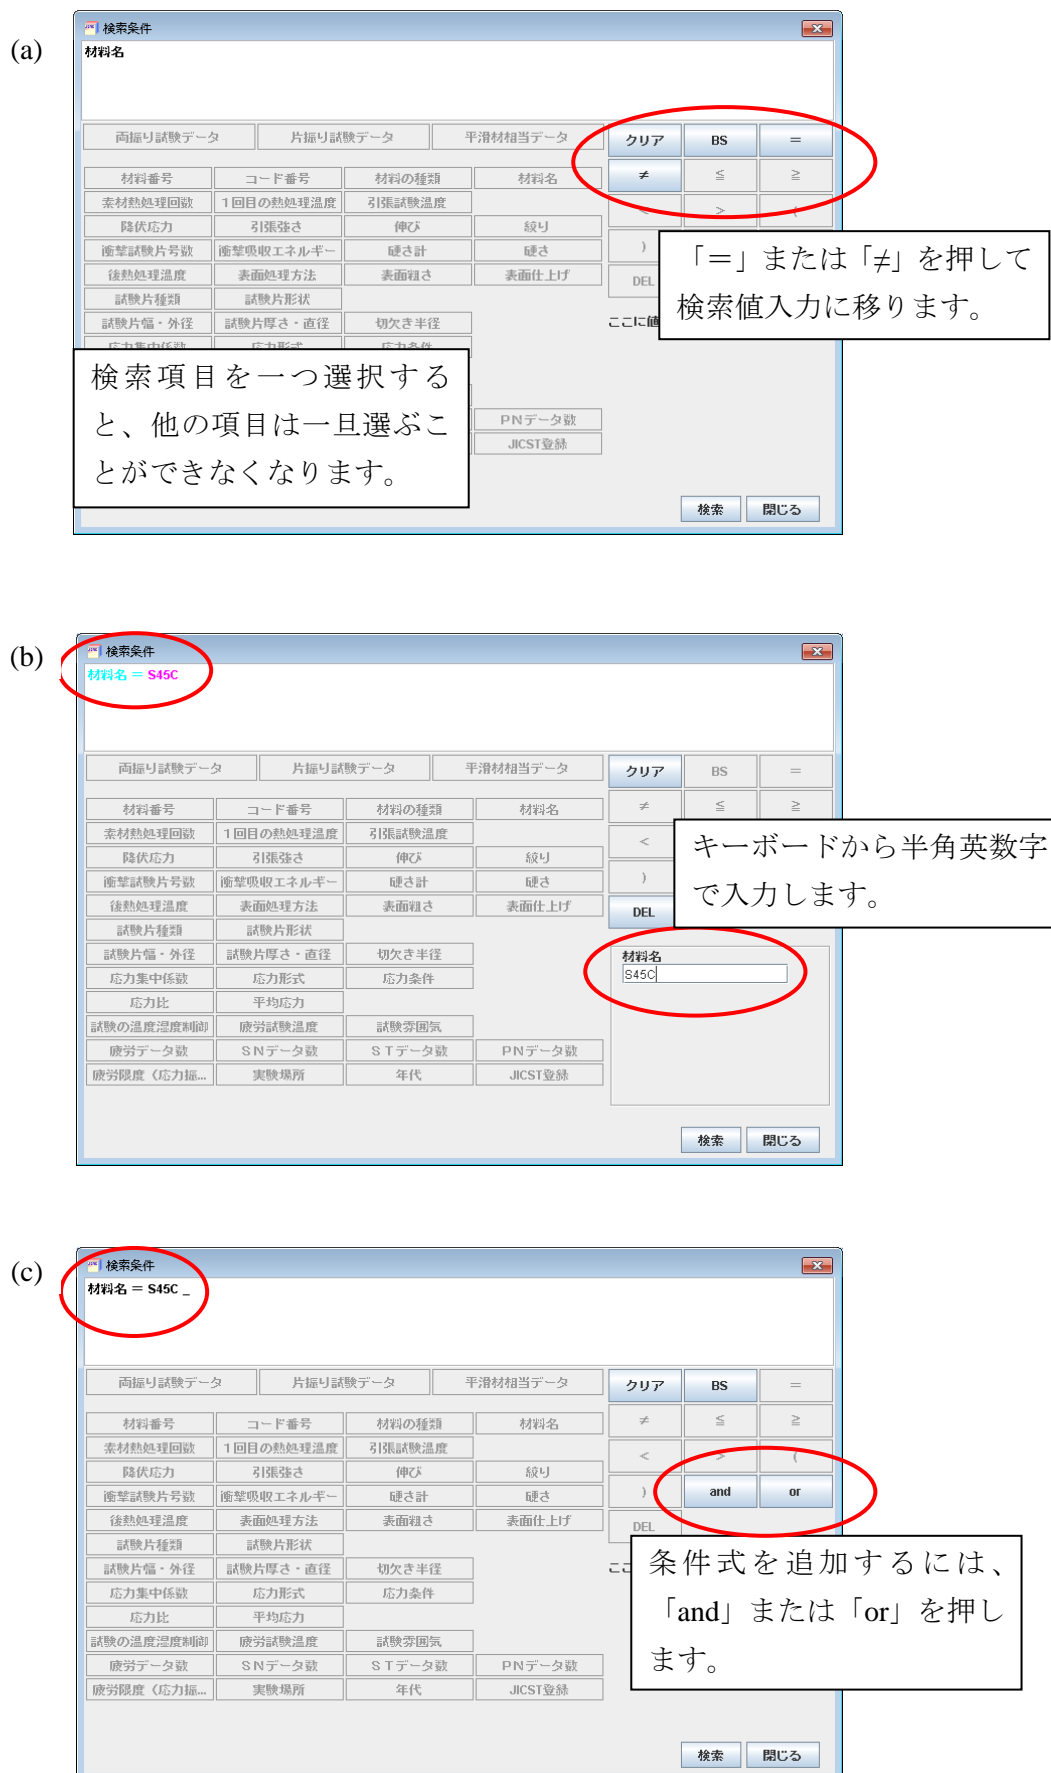 (a)
検索条件
材料名
両振り試験データ 片振り試験データ 平滑材相当データ クリア BS ＝
材料番号 コード番号 材料の種類 材料名 ≠ ≦ ≧
素材熱処理回数 1回目の熱処理温度 引張試験温度 ＞ (
降伏応力 引張強さ 伸び 絞り )
衝撃試験片号数 衝撃吸収エネルギー 硬さ計 硬さ
後熱処理温度 表面処理方法 表面粗さ 表面仕上げ DEL
試験片種類 試験片形状
試験片幅・外径 試験片厚さ・直径 切欠き半径 ここに値
応力集中係数 応力形式 応力条件
PNデータ数
JICST登録
「＝」または「≠」を押して
検索値入力に移ります。
検索項目を一つ選択する
と、他の項目は一旦選ぶこ
とができなくなります。
検索 閉じる
(b)
検索条件
材料名 ＝ S45C
両振り試験データ 片振り試験データ 平滑材相当データ クリア BS ＝
材料番号 コード番号 材料の種類 材料名 ≠ ≦ ≧
素材熱処理回数 1回目の熱処理温度 引張試験温度 ＜
降伏応力 引張強さ 伸び 絞り
衝撃試験片号数 衝撃吸収エネルギー 硬さ計 硬さ )
後熱処理温度 表面処理方法 表面粗さ 表面仕上げ DEL
試験片種類 試験片形状
試験片幅・外径 試験片厚さ・直径 切欠き半径
応力集中係数 応力形式 応力条件
応力比 平均応力
試験の温度湿度制御 疲労試験温度 試験雰囲気
疲労データ数 SNデータ数 STデータ数 PNデータ数
疲労限度〈応力振... 実験場所 年代 JICST登録
キーボードから半角英数字
で入力します。
材料名
S45C
検索 閉じる
(c)
検索条件
材料名 ＝ S45C _
両振り試験データ 片振り試験データ 平滑材相当データ クリア BS ＝
材料番号 コード番号 材料の種類 材料名 ≠ ≦ ≧
素材熱処理回数 1回目の熱処理温度 引張試験温度 ＜ ＞ (
降伏応力 引張強さ 伸び 絞り
衝撃試験片号数 衝撃吸収エネルギー 硬さ計 硬さ ) and or
後熱処理温度 表面処理方法 表面粗さ 表面仕上げ DEL
試験片種類 試験片形状
試験片幅・外径 試験片厚さ・直径 切欠き半径
応力集中係数 応力形式 応力条件
応力比 平均応力
試験の温度湿度制御 疲労試験温度 試験雰囲気
疲労データ数 SNデータ数 STデータ数 PNデータ数
疲労限度〈応力振... 実験場所 年代 JICST登録
条件式を追加するには、
「and」または「or」を押し
ます。
検索 閉じる